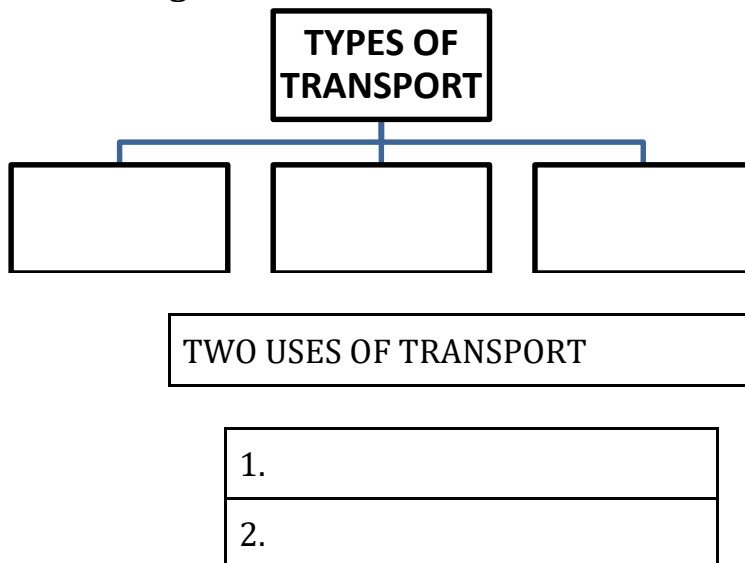 TYPES OF
TRANSPORT
TWO USES OF TRANSPORT
1.
2.